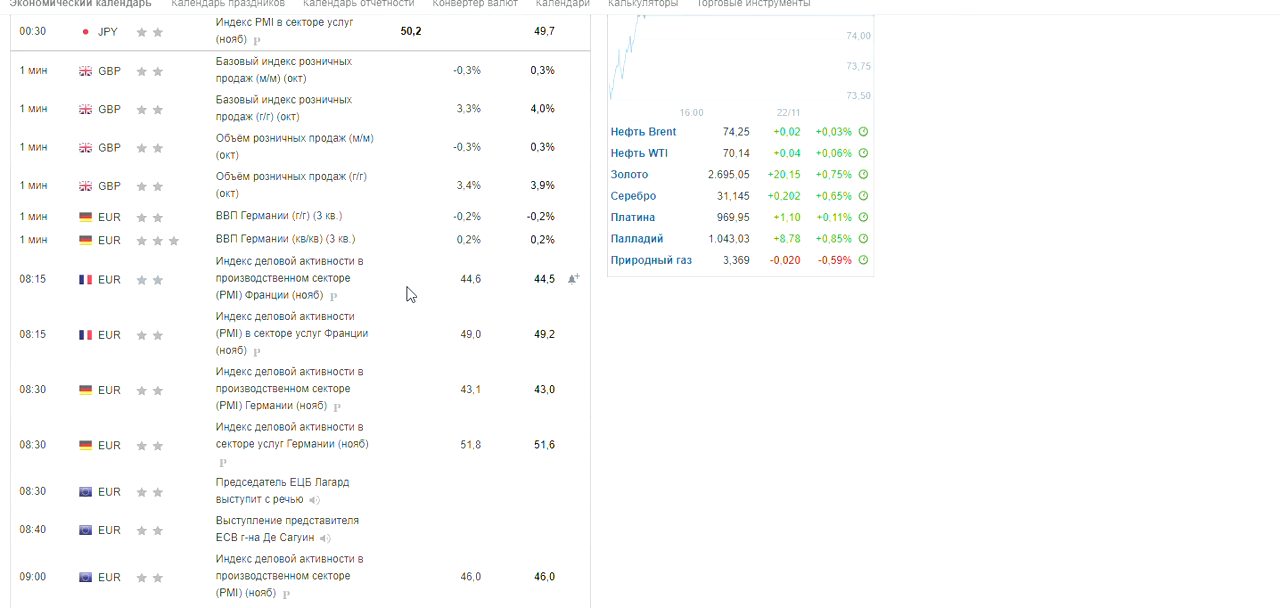 Экономический календарь Календарь праздников Календарь отчетности Конвертер валют Календари Калькуляторы Торговые инструменты
00:30 JPY Индекс PMI в секторе услуг 50,2 49,7
(нояб) P
1 мин GBP Базовый индекс розничных -0,3% 0,3%
продаж (м/м) (окт)
1 мин GBP Базовый индекс розничных 3,3% 4,0%
продаж (г/г) (окт)
1 мин GBP Объём розничных продаж (м/м) -0,3% 0,3%
(окт)
1 мин GBP Объём розничных продаж (г/г) 3,4% 3,9%
(окт)
1 мин EUR ВВП Германии (г/г) (3 кв.) -0,2% -0,2%
1 мин EUR ВВП Германии (кв/кв) (3 кв.) 0,2% 0,2%
08:15 EUR Индекс деловой активности в 44,6 44,5
производственном секторе
(PMI) Франции (нояб) P
08:15 EUR Индекс деловой активности 49,0 49,2
(PMI) в секторе услуг Франции
(нояб) P
08:30 EUR Индекс деловой активности в 43,1 43,0
производственном секторе
(PMI) Германии (нояб) P
08:30 EUR Индекс деловой активности в 51,8 51,6
секторе услуг Германии (нояб)
P
08:30 EUR Председатель ЕЦБ Лагард
выступит с речью
08:40 EUR Выступление представителя
ЕСВ г-на Де Сагуин
09:00 EUR Индекс деловой активности в 46,0 46,0
производственном секторе
(PMI) (нояб) P
74,00
73,75
73,50
16:00 22/11
Нефть Brent 74,25 +0,02 +0,03%
Нефть WTI 70,14 +0,04 +0,06%
Золото 2.695,05 +20,15 +0,75%
Серебро 31,145 +0,202 +0,65%
Платина 969,95 +1,10 +0,11%
Палладий 1.043,03 +8,78 +0,85%
Природный газ 3,369 -0,020 -0,59%